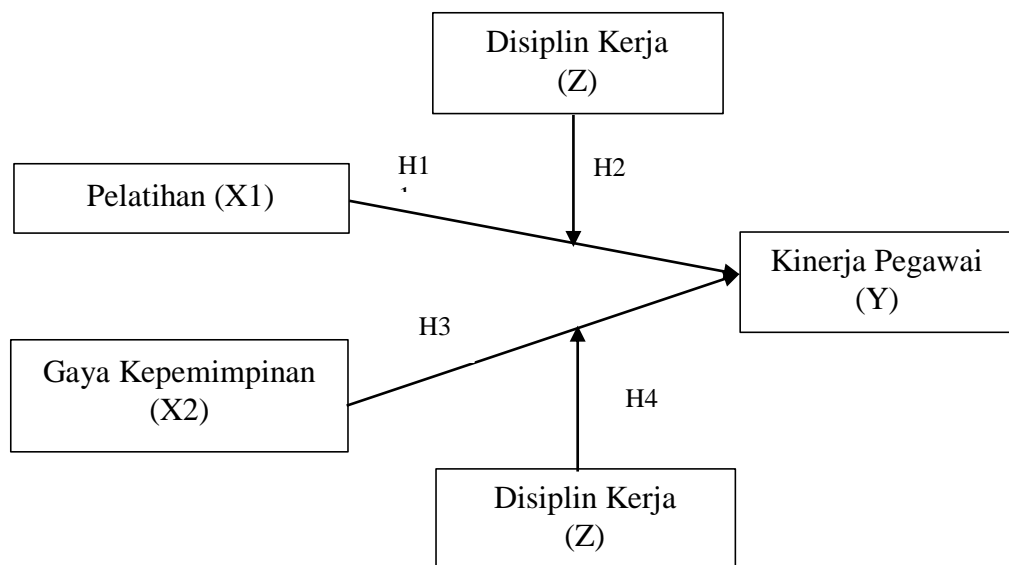 Disiplin Kerja
(Z)
H1
H2
Pelatihan (X1)
Kinerja Pegawai
(Y)
H3
Gaya Kepemimpinan
(X2)
H4
Disiplin Kerja
(Z)